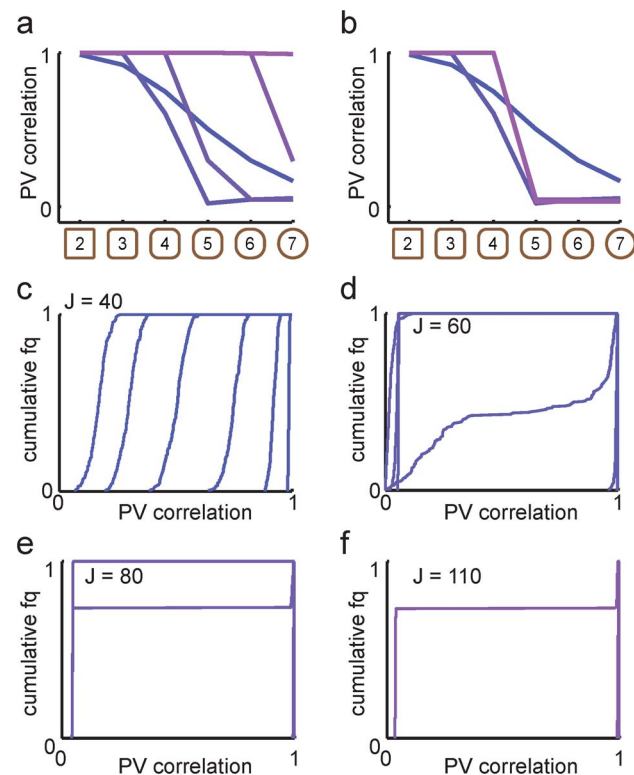 a
b
1
PV correlation
0
2 3 4 5 6 7
1
PV correlation
0
2 3 4 5 6 7
c
d
1
J = 40
cumulative fq
0
0
PV correlation
1
1
J = 60
cumulative fq
0
0
PV correlation
1
e
f
1
J = 80
cumulative fq
0
0
PV correlation
1
1
J = 110
cumulative fq
0
0
PV correlation
1